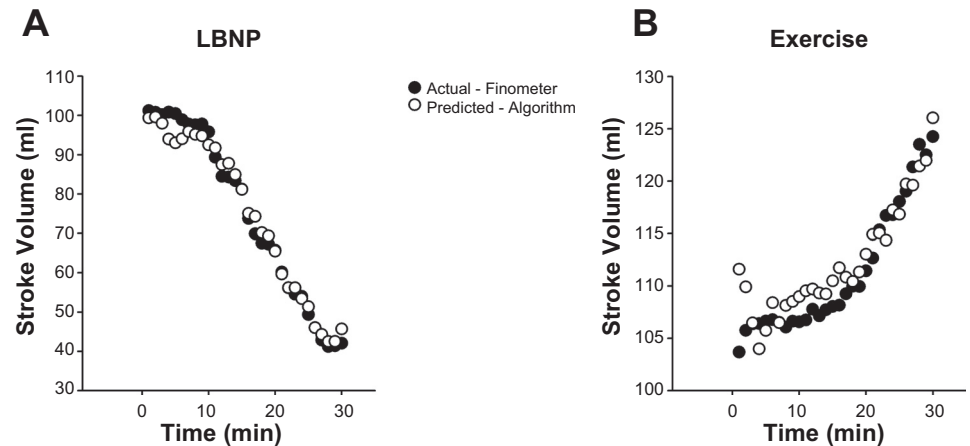 A
LBNP
110
100
90
80
70
60
50
40
30
Stroke Volume (ml)
0 10 20 30
Time (min)
Actual - Finometer
Predicted - Algorithm
B
Exercise
130
125
120
115
110
105
100
Stroke Volume (ml)
0 10 20 30
Time (min)